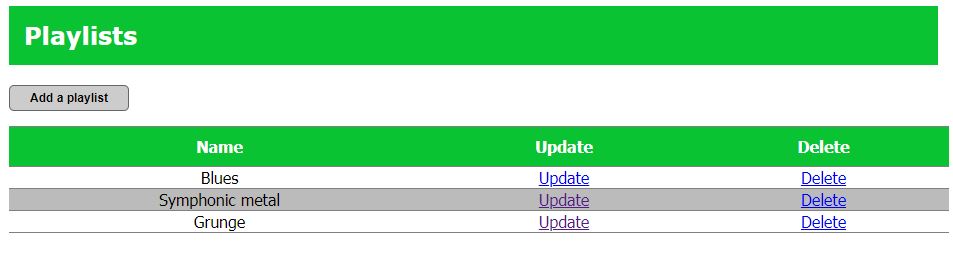 Playlists
Add a playlist
Name Update Delete
Blues Update Delete
Symphonic metal Update Delete
Grunge Update Delete